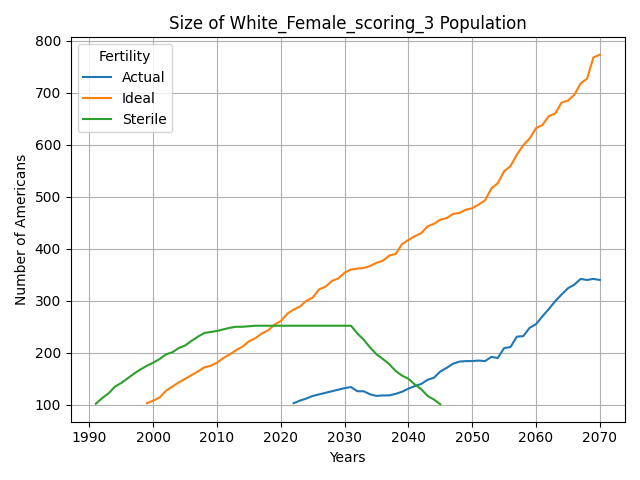 Size of White_Female_scoring_3 Population
Fertility
Actual
Ideal
Sterile
Number of Americans
800
700
600
500
400
300
200
100
1990 2000 2010 2020 2030 2040 2050 2060 2070
Years